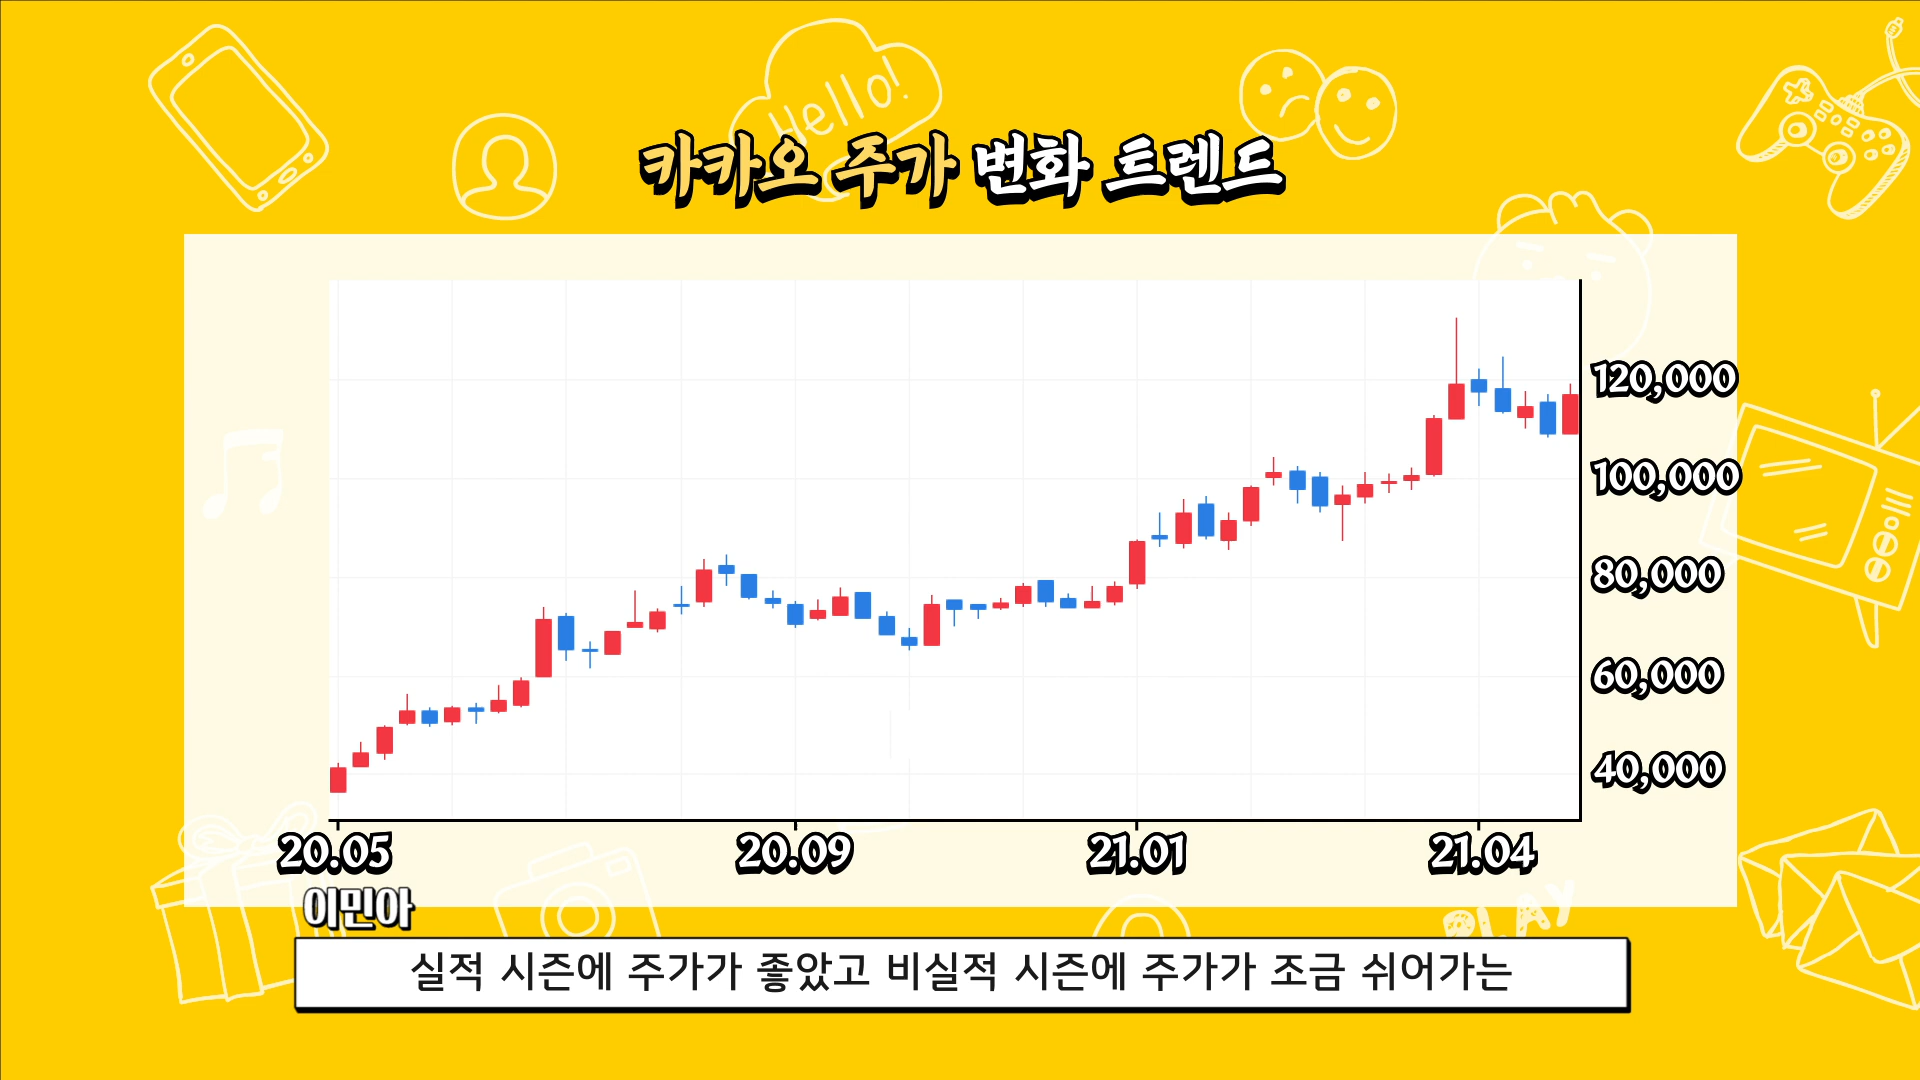 Hello!
카카오 주가 변화 트렌드
120,000
100,000
80,000
60,000
40,000
20.05 20.09 21.01 21.04
이민아
PLAY
실적 시즌에 주가가 좋았고 비실적 시즌에 주가가 조금 쉬어가는